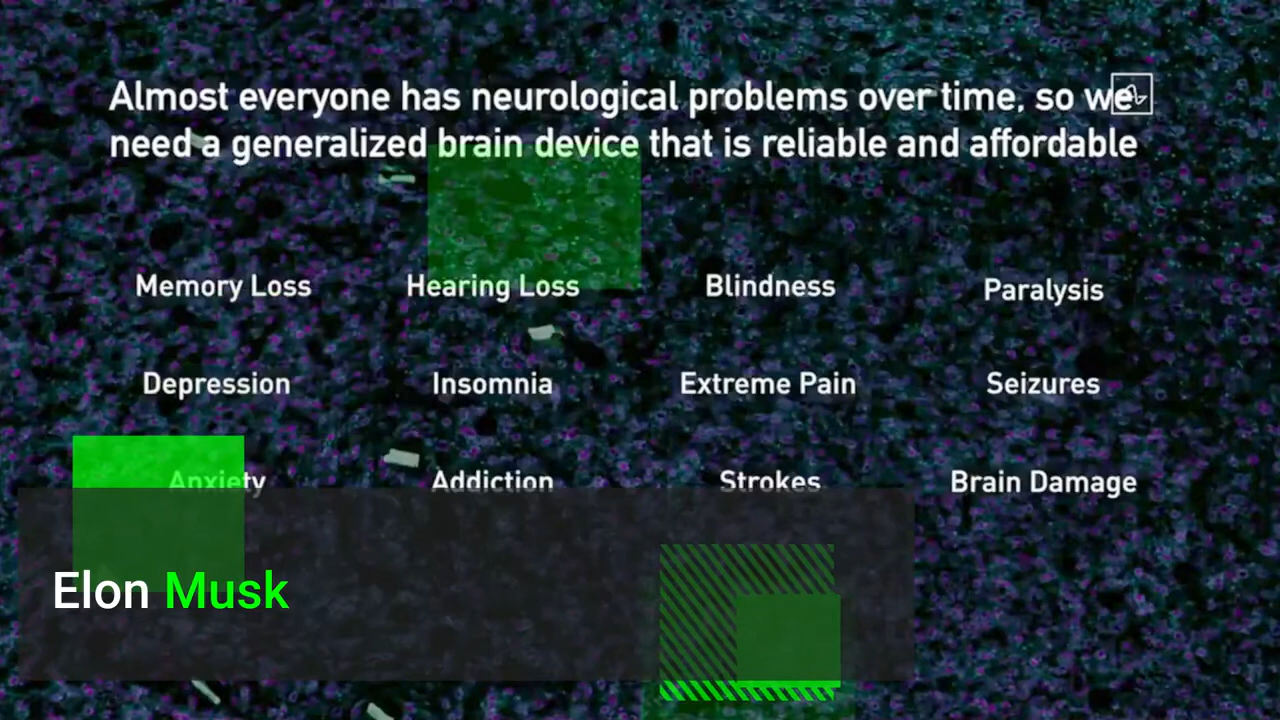 Almost everyone has neurological problems over time, so we
need a generalized brain device that is reliable and affordable
Memory Loss Hearing Loss Blindness Paralysis
Depression Insomnia Extreme Pain Seizures
Anxiety Addiction Strokes Brain Damage
Elon Musk